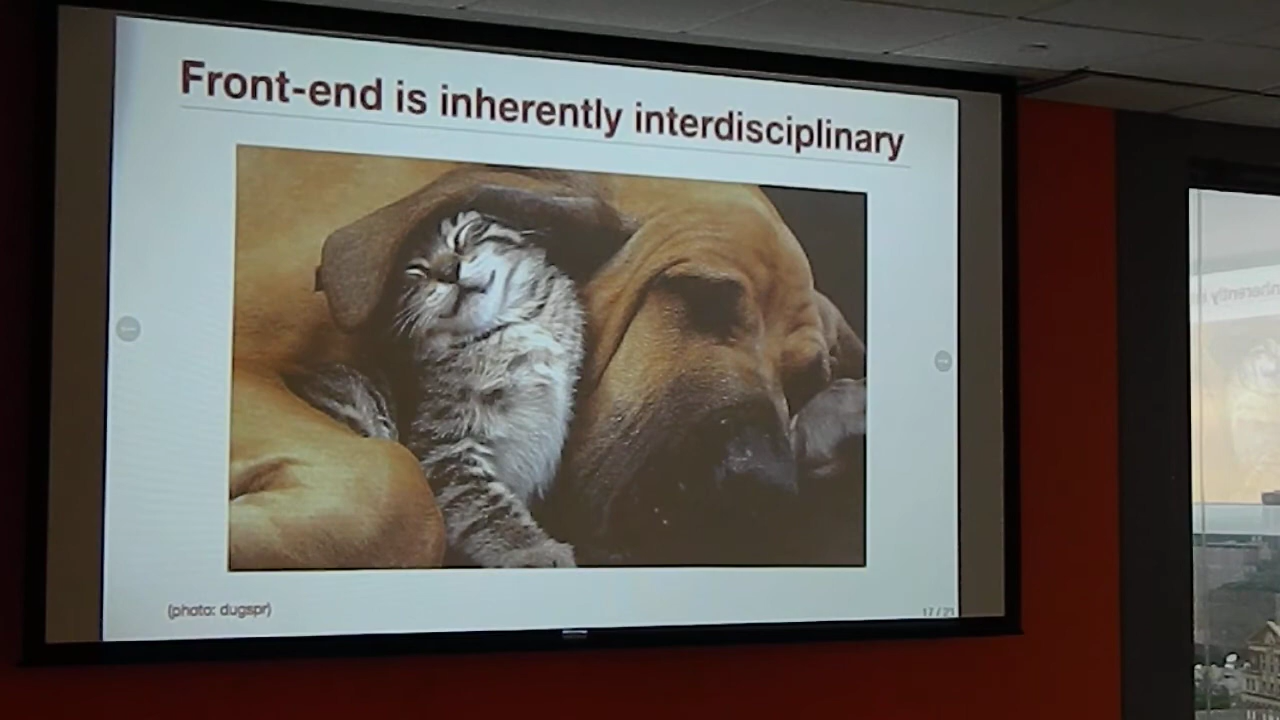 Front-end is inherently interdisciplinary
(photo: dugspr)
17 / 21